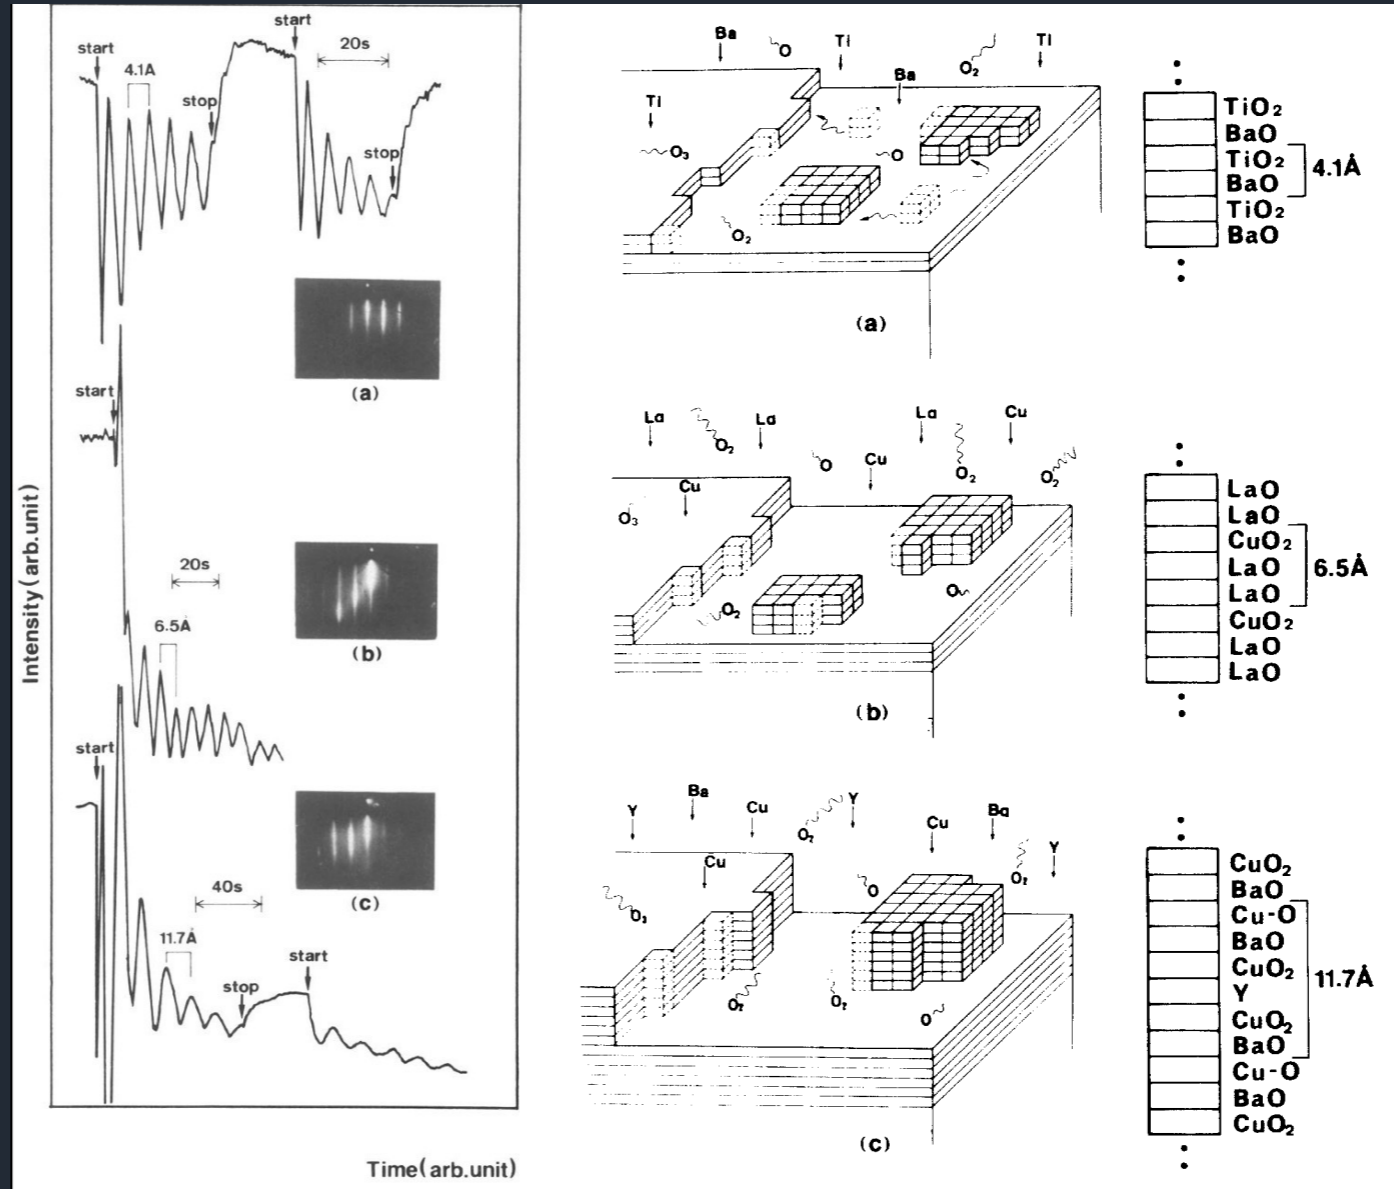 start
4.1Å
stop
start
20s
stop
(a)
start
20s
6.5Å
(b)
start
40s
11.7Å
stop
start
(c)
Intensity(arb.unit)
Time(arb.unit)
Ba
O
Ti
O₂
Ti
Ba
Ti
O₃
O
O₂
(a)
TiO₂
BaO
TiO₂
BaO
TiO₂
BaO
4.1Å
La
O₂
La
La
Cu
O
Cu
O₂
O₂
Cu
O₃
O₂
O
(b)
LaO
LaO
CuO₂
LaO
LaO
CuO₂
LaO
LaO
6.5Å
Y
Ba
Cu
O₂
Y
Cu
Ba
Y
Cu
O
O₂
O₃
O₂
O₂
O
(c)
CuO₂
BaO
Cu-O
BaO
CuO₂
Y
CuO₂
BaO
Cu-O
BaO
CuO₂
11.7Å